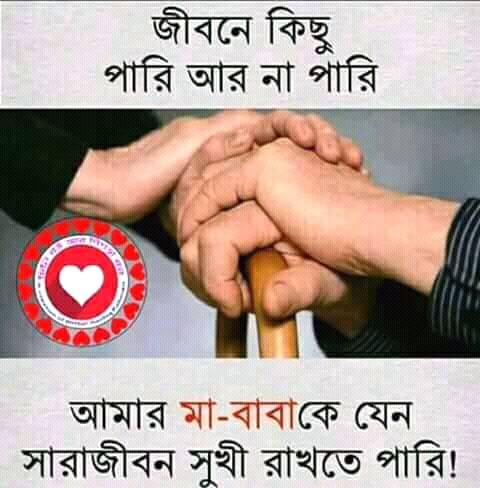 জীবনে কিছু
পারি আর না পারি
আমার মা-বাবাকে যেন
সারাজীবন সুখী রাখতে পারি!